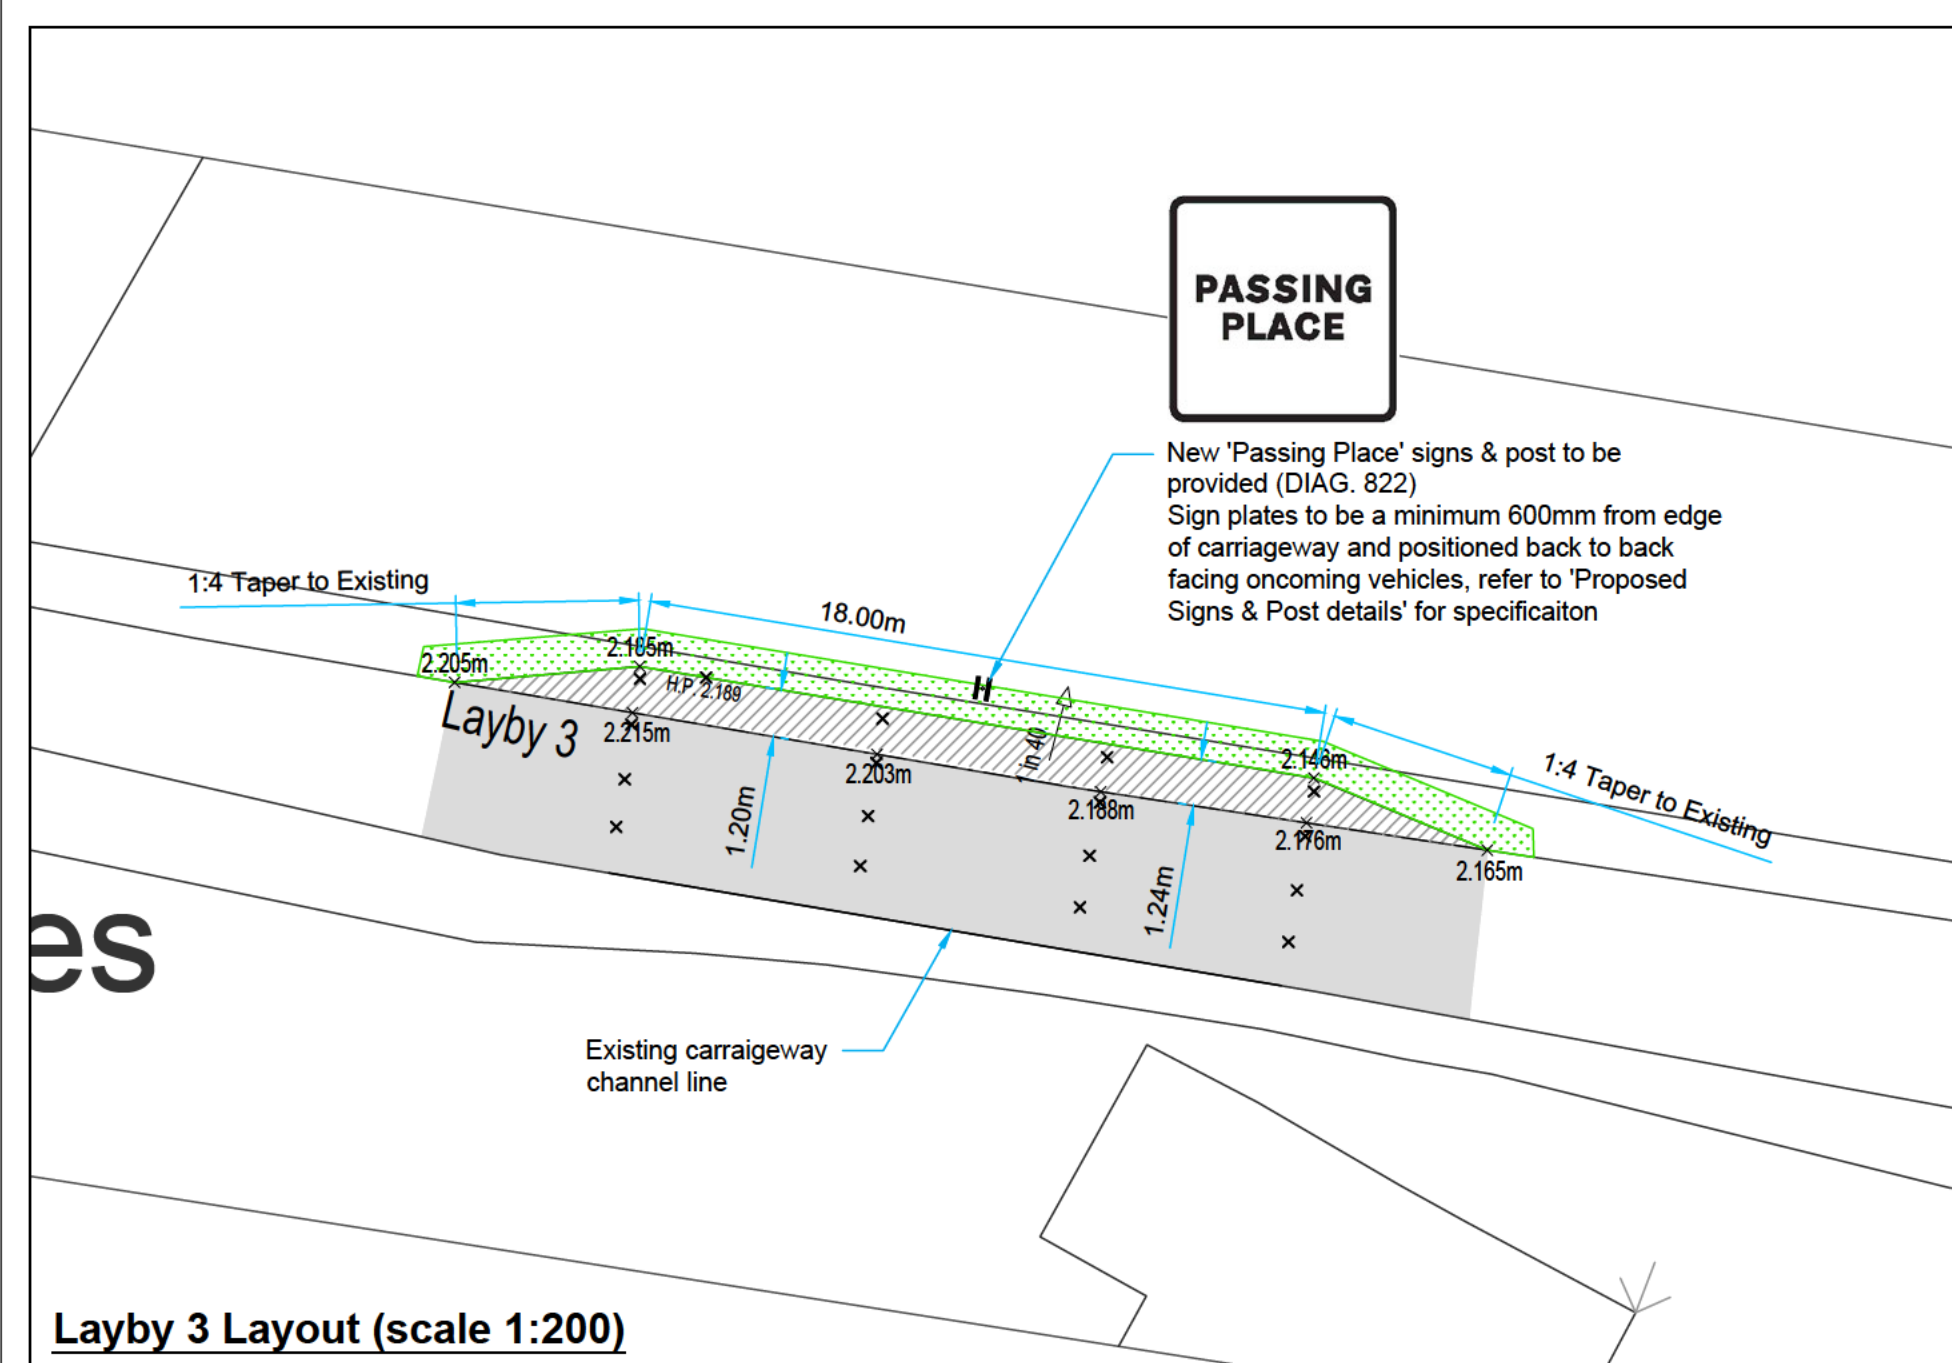 PASSING
PLACE
New 'Passing Place' signs & post to be
provided (DIAG. 822)
Sign plates to be a minimum 600mm from edge
of carriageway and positioned back to back
facing oncoming vehicles, refer to 'Proposed
Signs & Post details' for specificaiton
1:4 Taper to Existing
18.00m
2.185m
2.205m
H.P. 2.189
Layby 3
2.215m
2.203m
1 in 40
2.146m
1:4 Taper to Existing
2.188m
2.176m
2.165m
1.20m
1.24m
es
Existing carraigeway
channel line
Layby 3 Layout (scale 1:200)